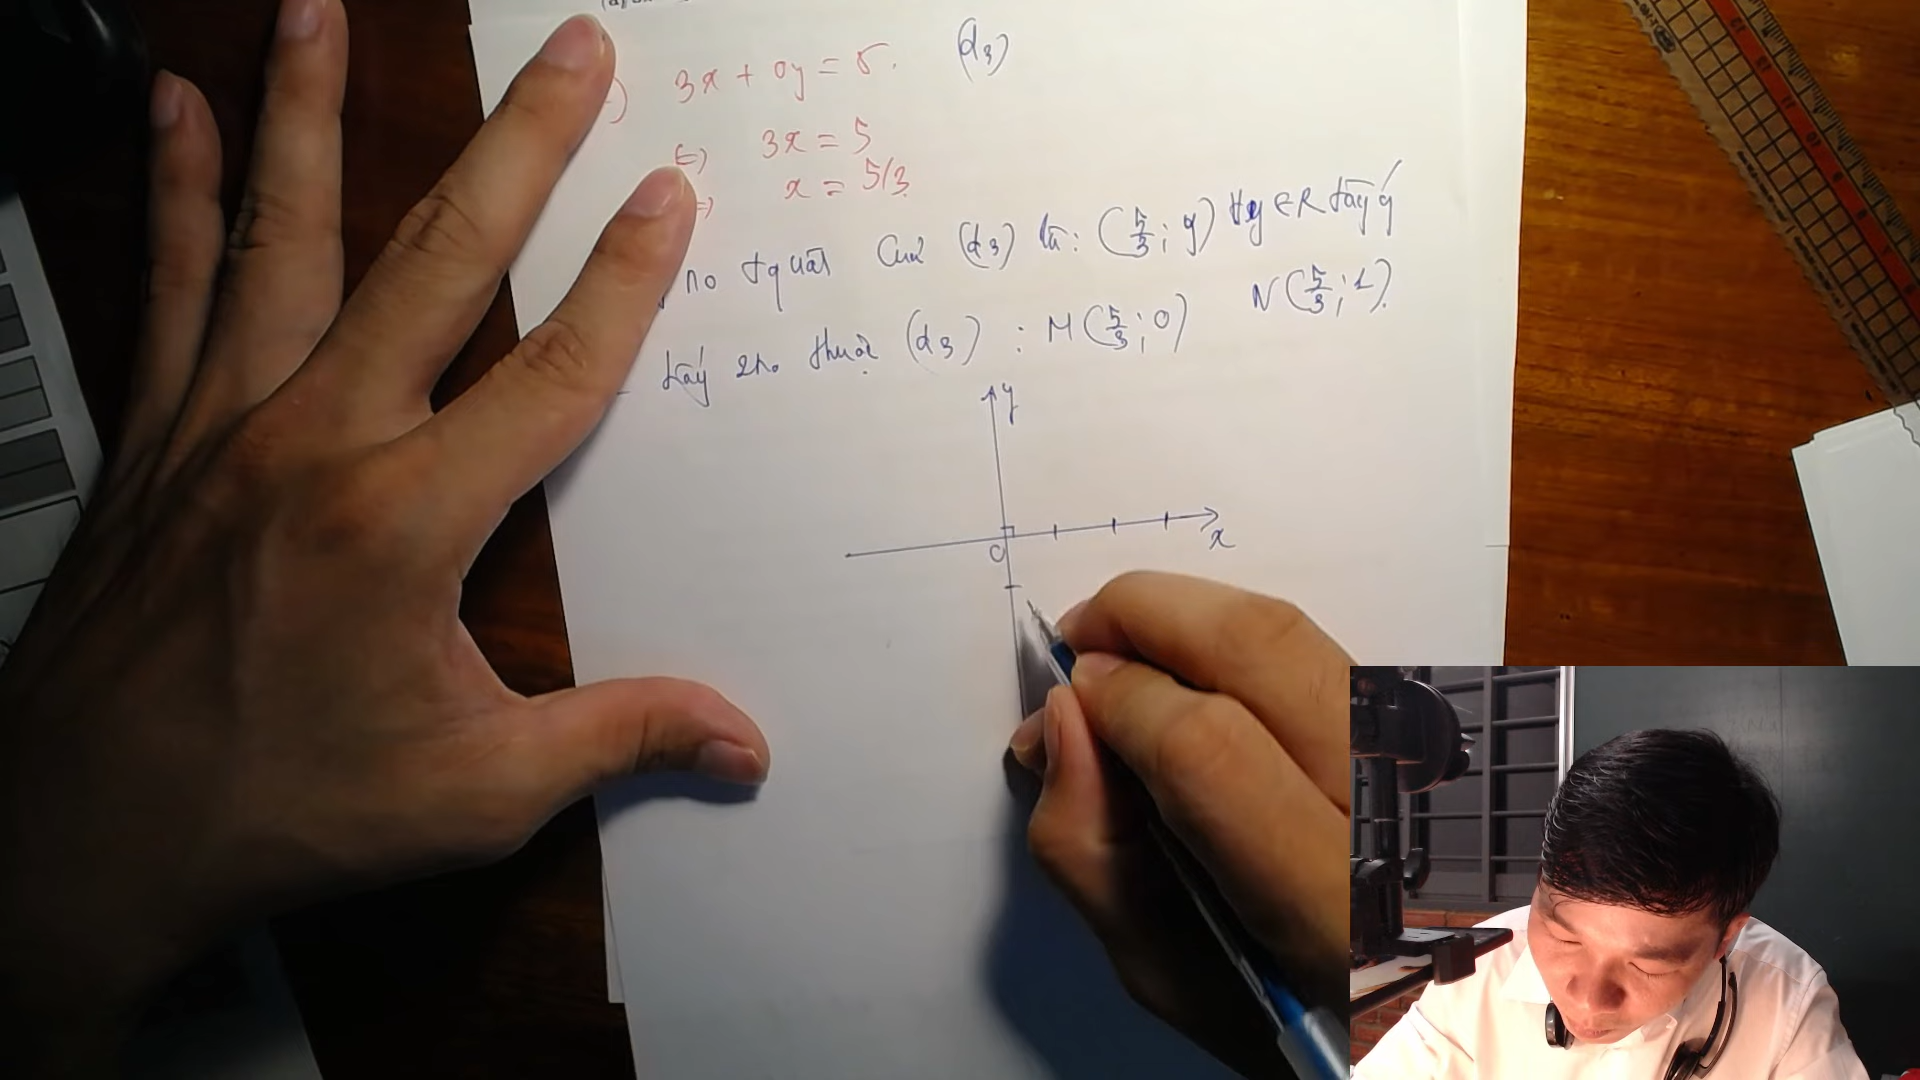 3x + 0y = 5. (d3)
⇔ 3x = 5
x = 5/3
no tquát của (d3) là: (5/3; y) ∀y ∈ R tùy ý
- Lấy 2no thuộc (d3) : M(5/3; 0) N(5/3; 1).
y
O
x